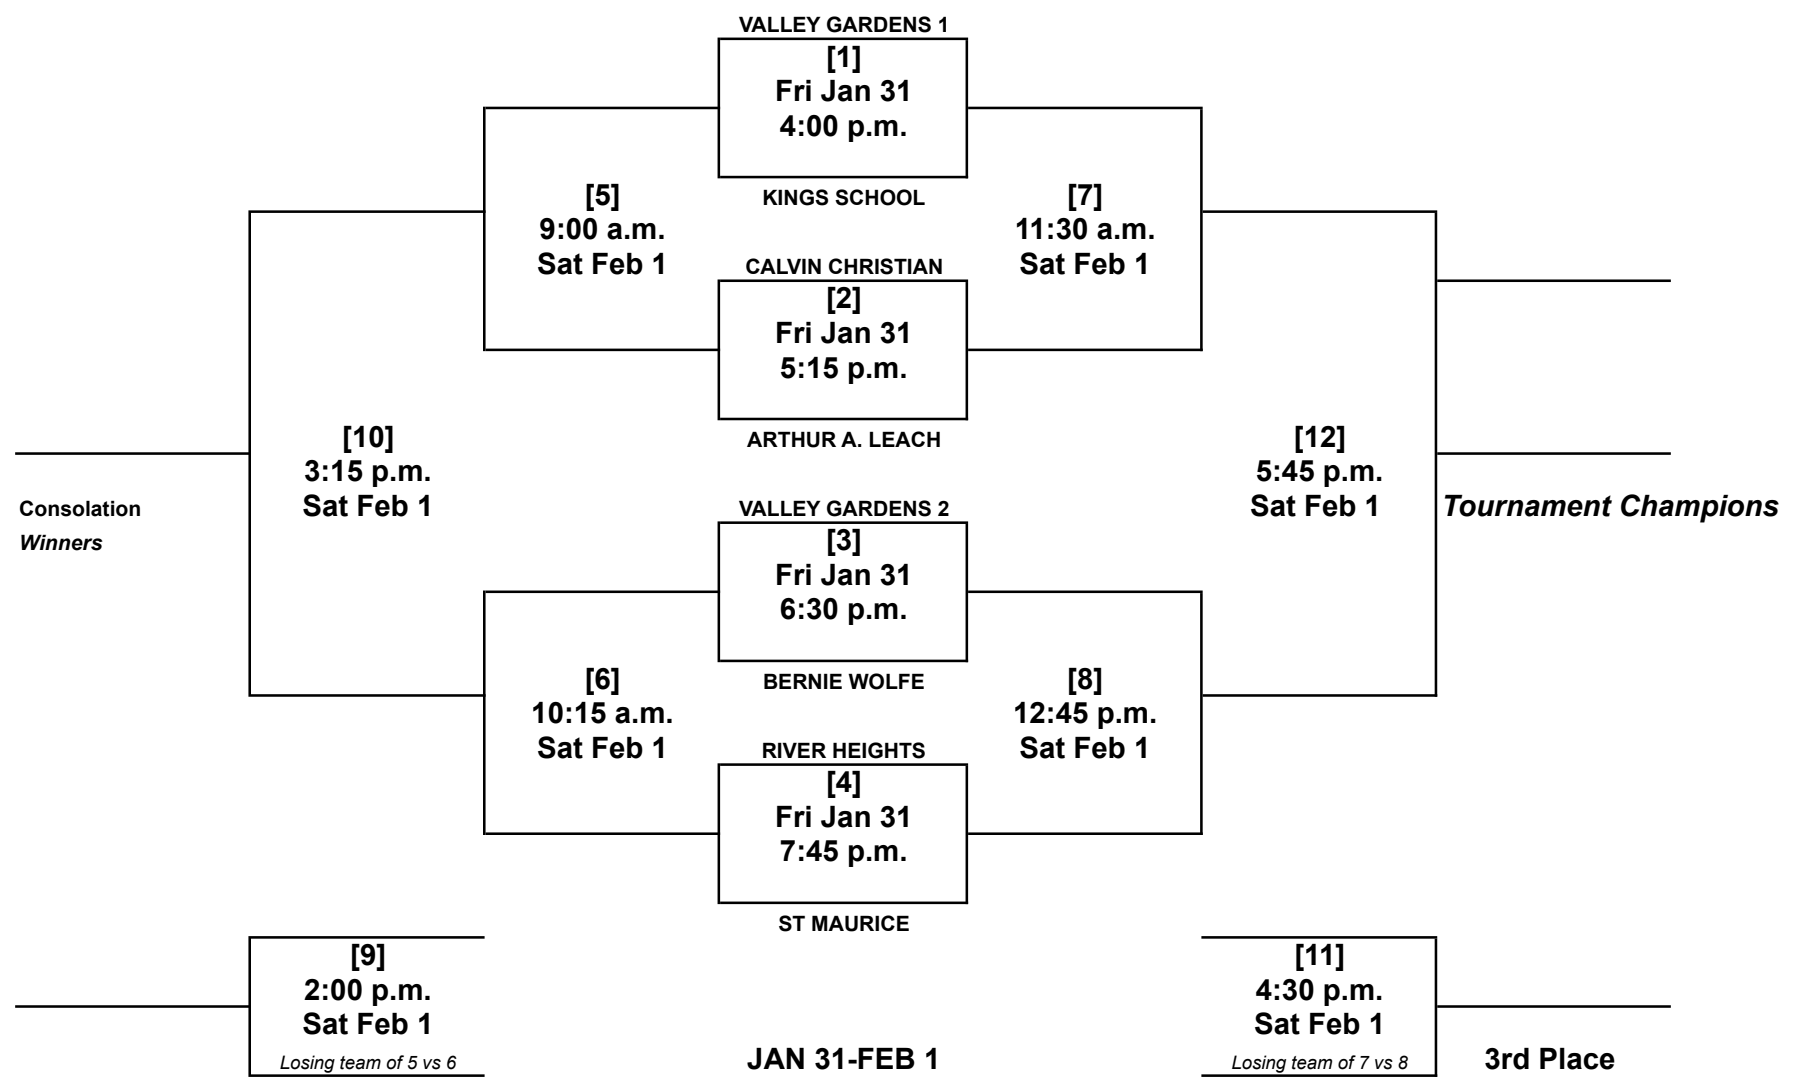 VALLEY GARDENS 1
[1]
Fri Jan 31
4:00 p.m.
KINGS SCHOOL
[5]
9:00 a.m.
Sat Feb 1
[7]
11:30 a.m.
Sat Feb 1
CALVIN CHRISTIAN
[2]
Fri Jan 31
5:15 p.m.
ARTHUR A. LEACH
[10]
3:15 p.m.
Sat Feb 1
[12]
5:45 p.m.
Sat Feb 1
Consolation
Winners
Tournament Champions
VALLEY GARDENS 2
[3]
Fri Jan 31
6:30 p.m.
BERNIE WOLFE
[6]
10:15 a.m.
Sat Feb 1
[8]
12:45 p.m.
Sat Feb 1
RIVER HEIGHTS
[4]
Fri Jan 31
7:45 p.m.
ST MAURICE
[9]
2:00 p.m.
Sat Feb 1
Losing team of 5 vs 6
JAN 31-FEB 1
[11]
4:30 p.m.
Sat Feb 1
Losing team of 7 vs 8
3rd Place